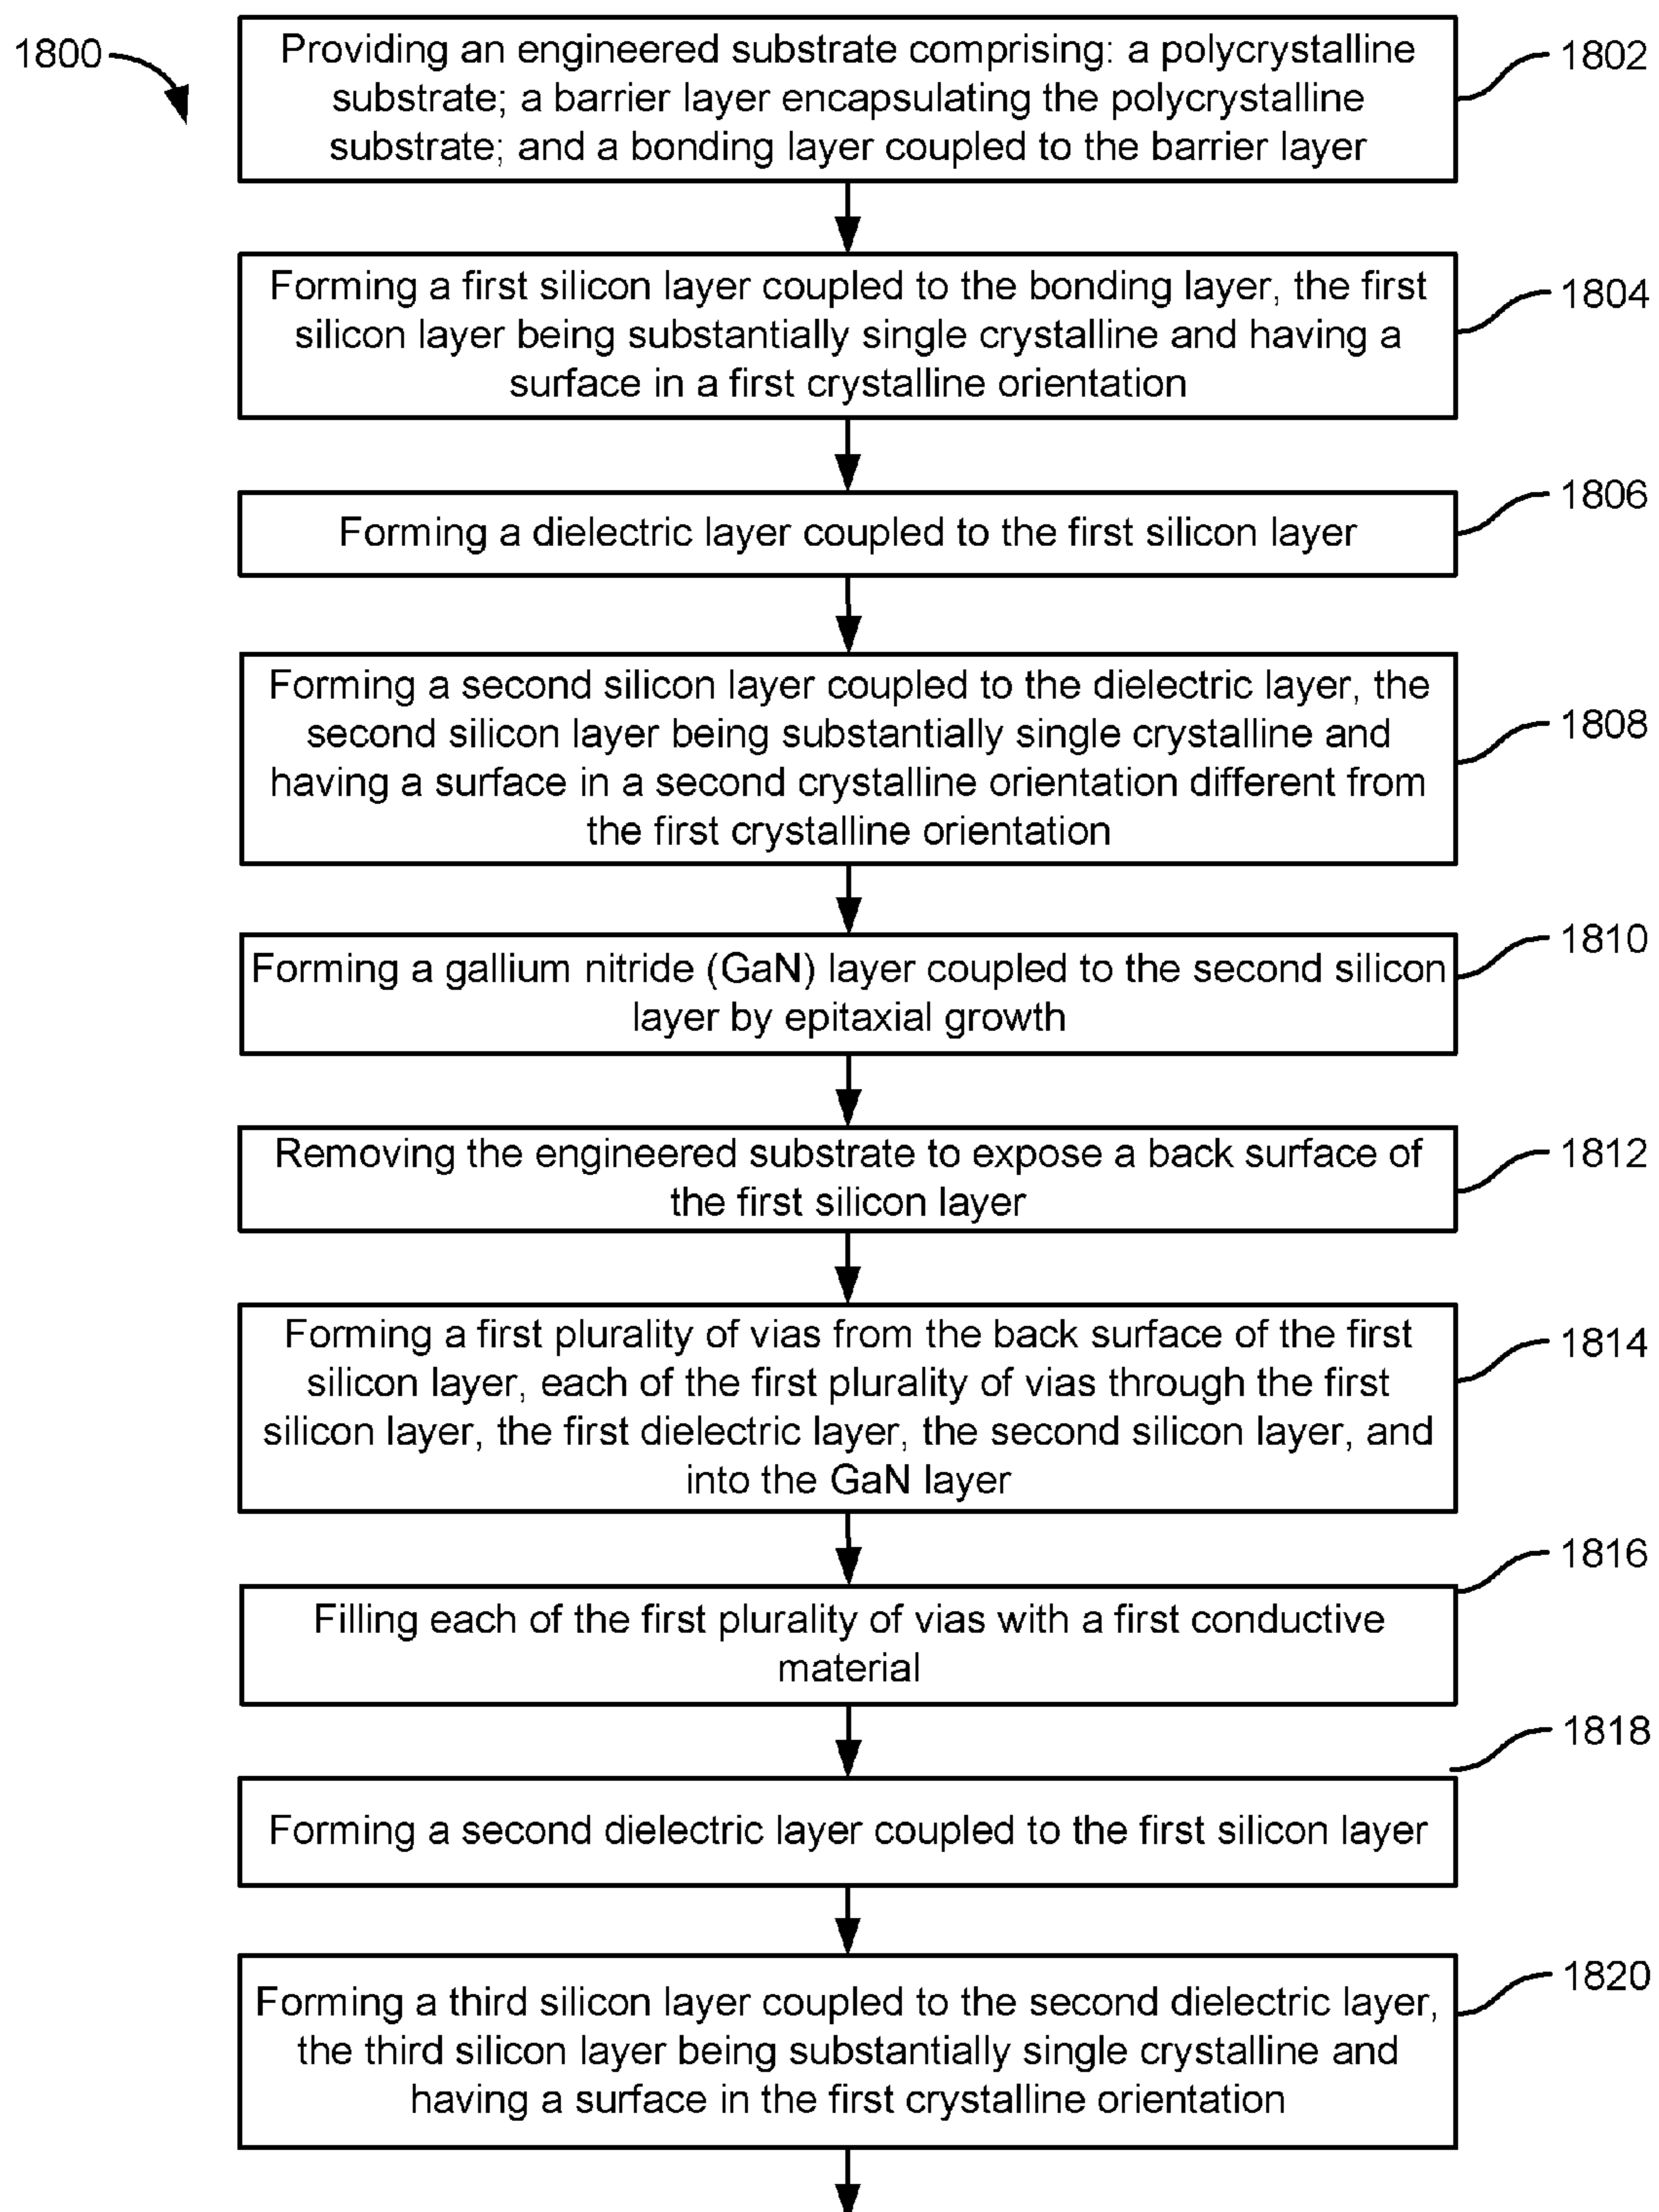 1800
Providing an engineered substrate comprising: a polycrystalline
substrate; a barrier layer encapsulating the polycrystalline
substrate; and a bonding layer coupled to the barrier layer
1802
Forming a first silicon layer coupled to the bonding layer, the first
silicon layer being substantially single crystalline and having a
surface in a first crystalline orientation
1804
Forming a dielectric layer coupled to the first silicon layer
1806
Forming a second silicon layer coupled to the dielectric layer, the
second silicon layer being substantially single crystalline and
having a surface in a second crystalline orientation different from
the first crystalline orientation
1808
Forming a gallium nitride (GaN) layer coupled to the second silicon
layer by epitaxial growth
1810
Removing the engineered substrate to expose a back surface of
the first silicon layer
1812
Forming a first plurality of vias from the back surface of the first
silicon layer, each of the first plurality of vias through the first
silicon layer, the first dielectric layer, the second silicon layer, and
into the GaN layer
1814
Filling each of the first plurality of vias with a first conductive
material
1816
Forming a second dielectric layer coupled to the first silicon layer
1818
Forming a third silicon layer coupled to the second dielectric layer,
the third silicon layer being substantially single crystalline and
having a surface in the first crystalline orientation
1820